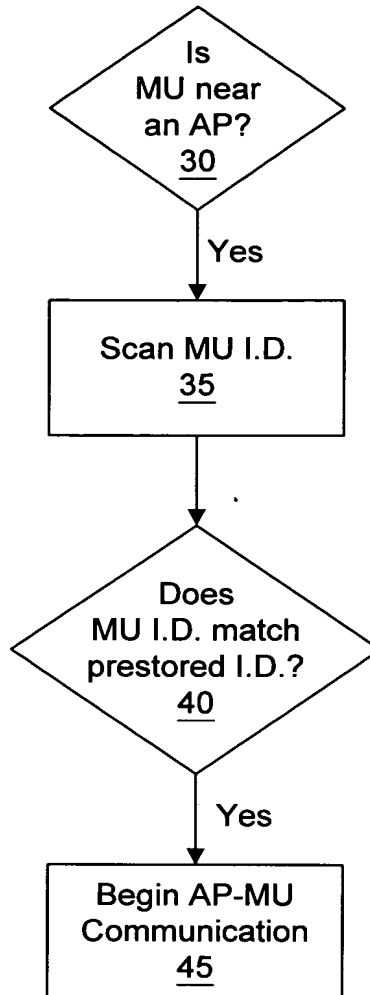 Is
MU near
an AP?
30
Yes
Scan MU I.D.
35
Does
MU I.D. match
prestored I.D.?
40
Yes
Begin AP-MU
Communication
45